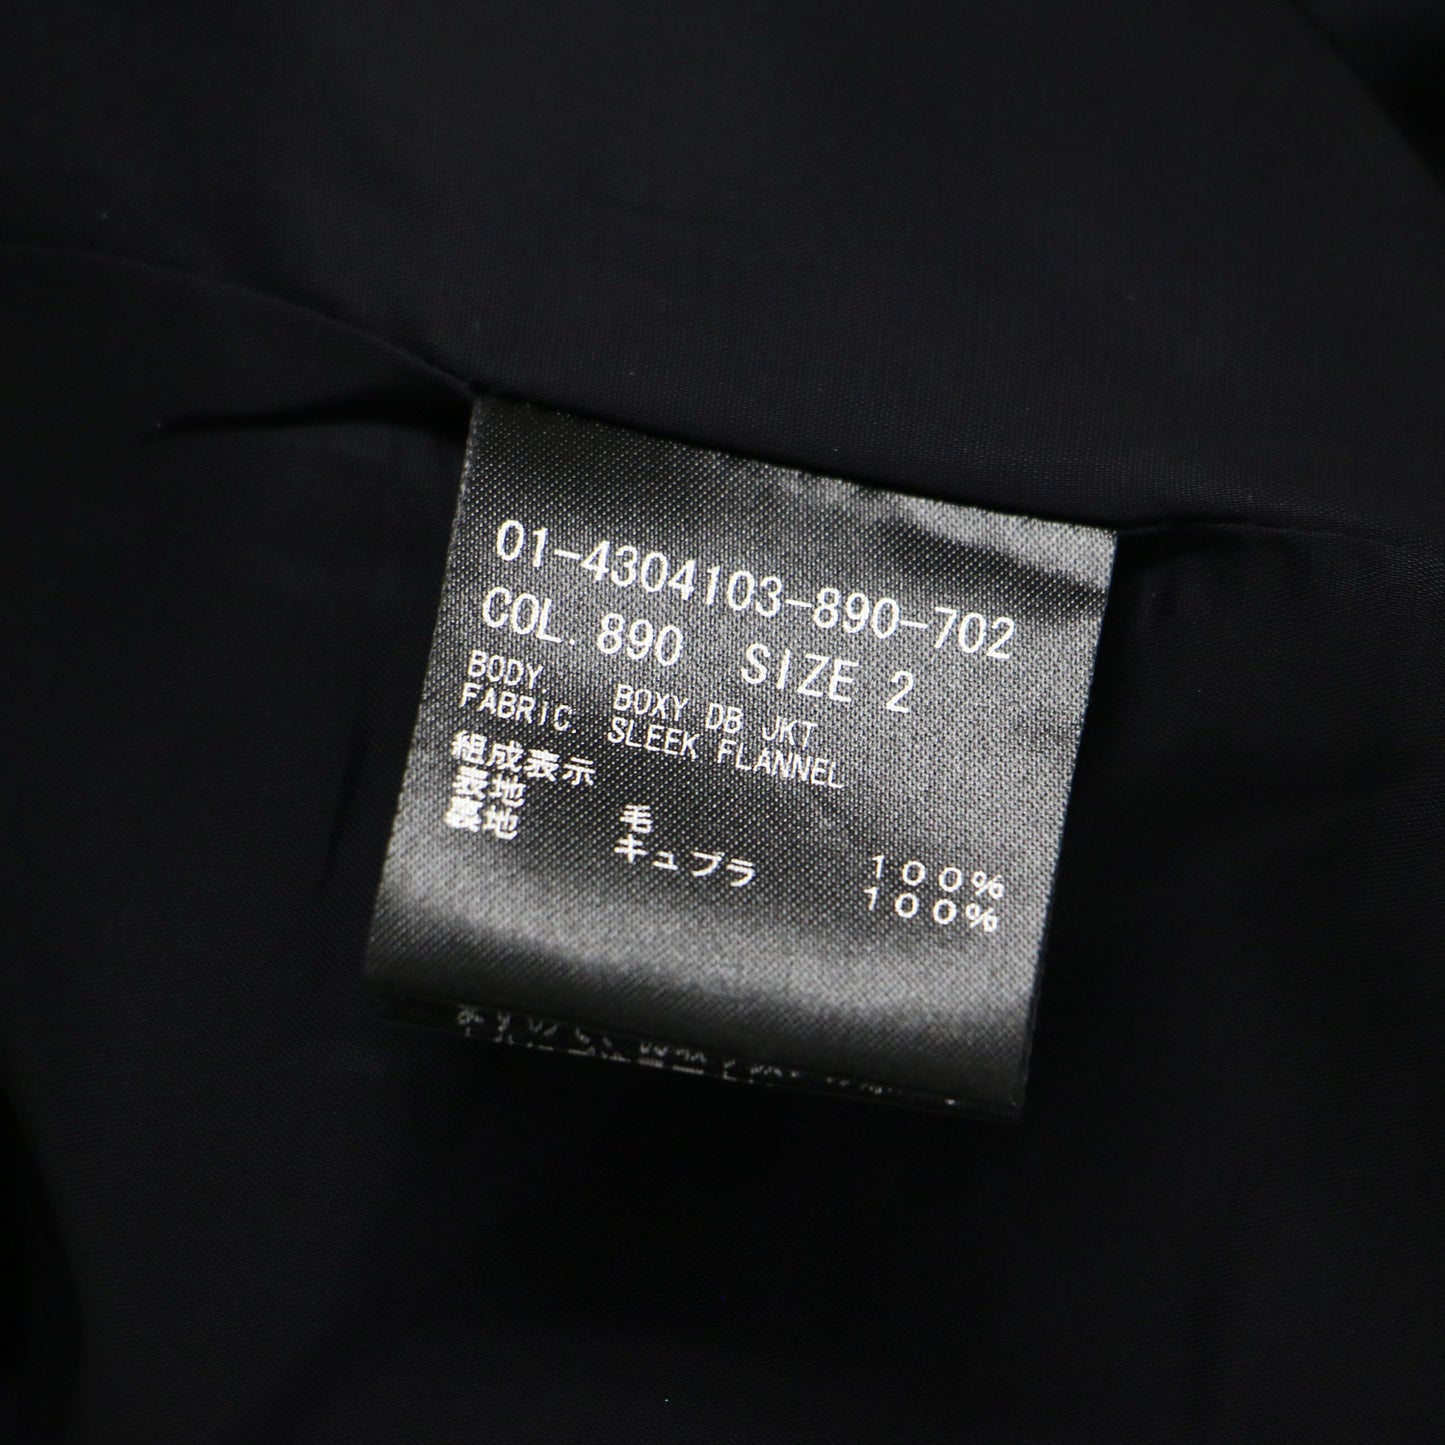 01-4304103-890-702
COL. 890 SIZE 2
BODY BOXY DB JKT
FABRIC SLEEK FLANNEL
組成表示
表地 毛 100%
裏地 キュプラ 100%